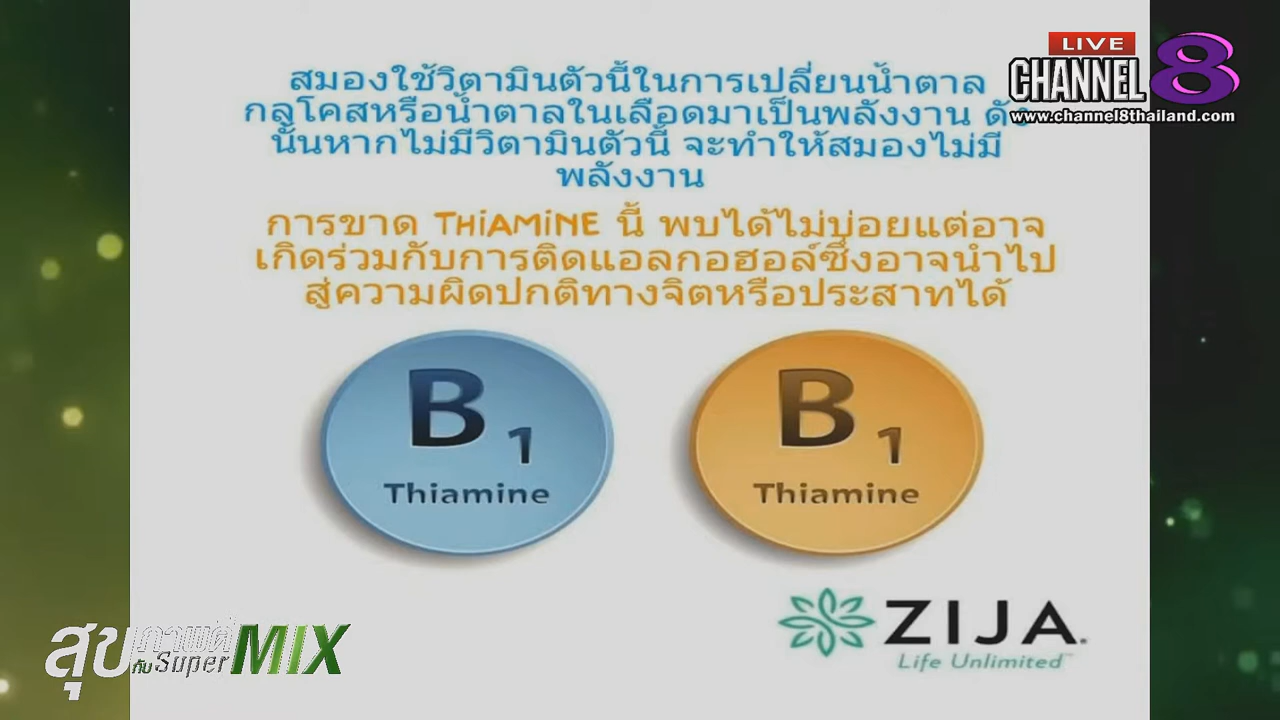 LIVE
CHANNEL 8
www.channel8thailand.com
สมองใช้วิตามินตัวนี้ในการเปลี่ยนน้ำตาล
กลูโคสหรือน้ำตาลในเลือดมาเป็นพลังงาน ดัง
นั้นหากไม่มีวิตามินตัวนี้ จะทำให้สมองไม่มี
พลังงาน
การขาด THIAMINE นี้ พบได้ไม่บ่อยแต่อาจ
เกิดร่วมกับการติดแอลกอฮอล์ซึ่งอาจนำไป
สู่ความผิดปกติทางจิตหรือประสาทได้
B1
Thiamine
B1
Thiamine
ZIJA
Life Unlimited™
สุขภาพดี
กับ Super MIX